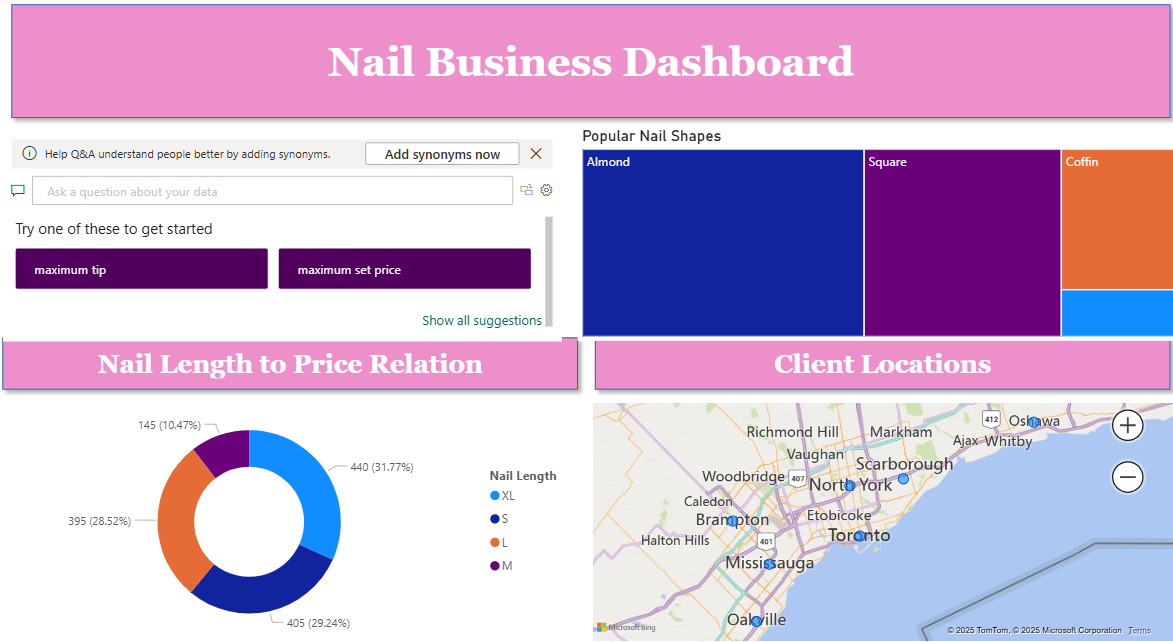 Nail Business Dashboard
Help Q&A understand people better by adding synonyms.
Add synonyms now
Ask a question about your data
Try one of these to get started
maximum tip
maximum set price
Show all suggestions
Popular Nail Shapes
Almond
Square
Coffin
Nail Length to Price Relation
145 (10.47%)
440 (31.77%)
395 (28.52%)
405 (29.24%)
Nail Length
XL
S
L
M
Client Locations
412
Oshawa
Richmond Hill
Markham
Ajax
Whitby
Vaughan
Scarborough
Woodbridge
407
North York
Caledon
Brampton
Etobicoke
Toronto
Halton Hills
401
Mississauga
Oakville
Microsoft Bing
© 2025 TomTom, © 2025 Microsoft Corporation Terms